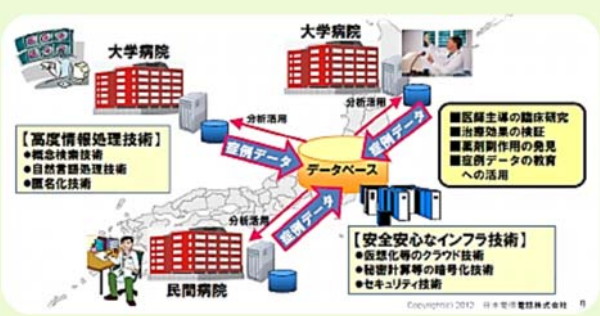 大学病院
大学病院
分析活用
分析活用
症例データ
症例データ
【高度情報処理技術】
●概念検索技術
●自然言語処理技術
●匿名化技術
データベース
■医師主導の臨床研究
■治療効果の検証
■薬剤副作用の発見
■症例データの教育
への活用
分析活用
症例データ
民間病院
【安全安心なインフラ技術】
●仮想化等のクラウド技術
●秘密計算等の暗号化技術
●セキュリティ技術
Copyright(c) 2012 日本電信電話株式会社